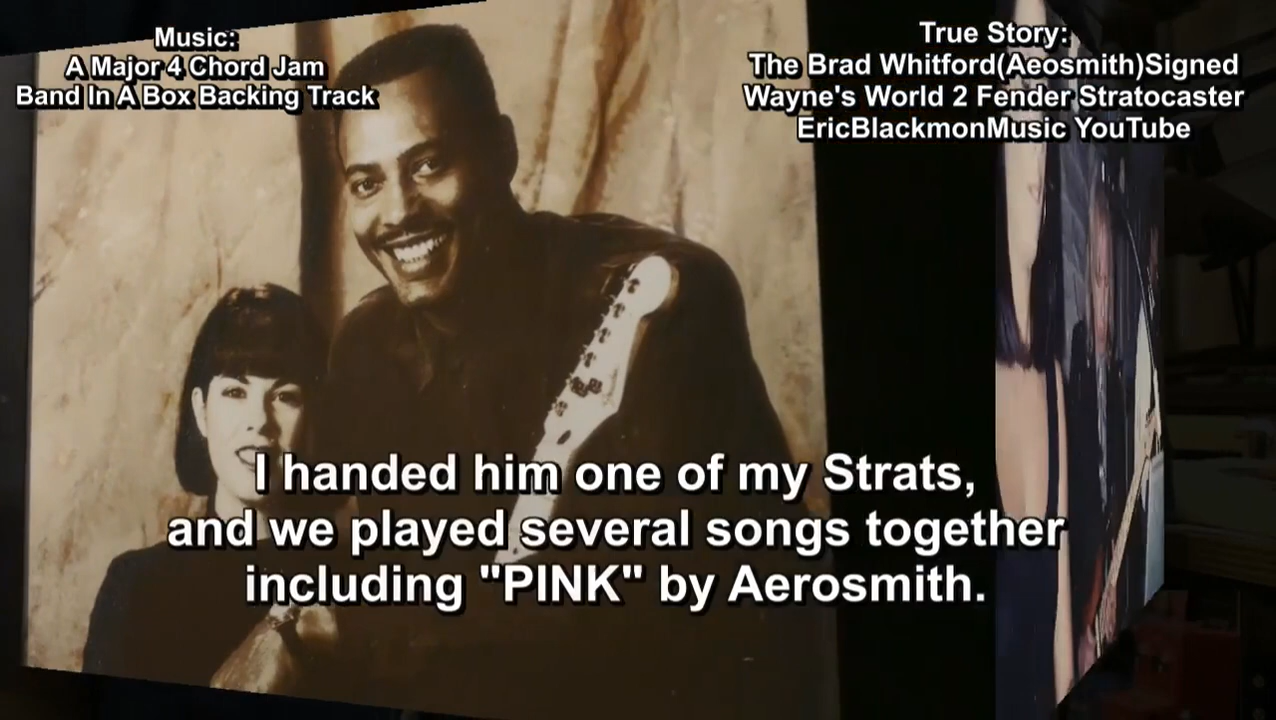 Music:
A Major 4 Chord Jam
Band In A Box Backing Track
True Story:
The Brad Whitford(Aeosmith)Signed
Wayne's World 2 Fender Stratocaster
EricBlackmonMusic YouTube
I handed him one of my Strats,
and we played several songs together
including "PINK" by Aerosmith.